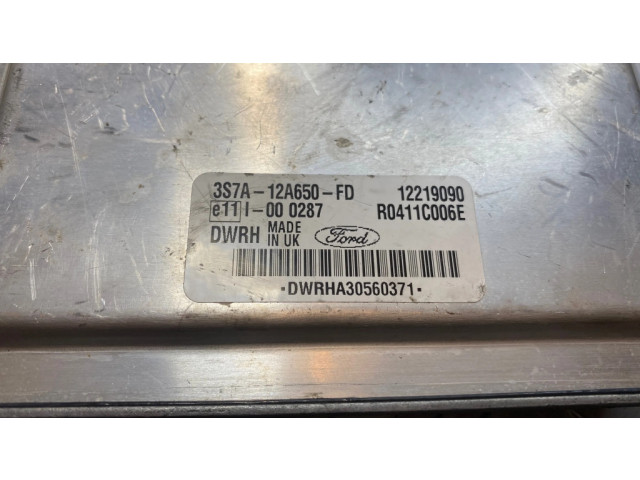 3S7A-12A650-FD 12219090
e11 I-00 0287 R0411C006E
DWRH MADE IN UK Ford
·DWRHA30560371·